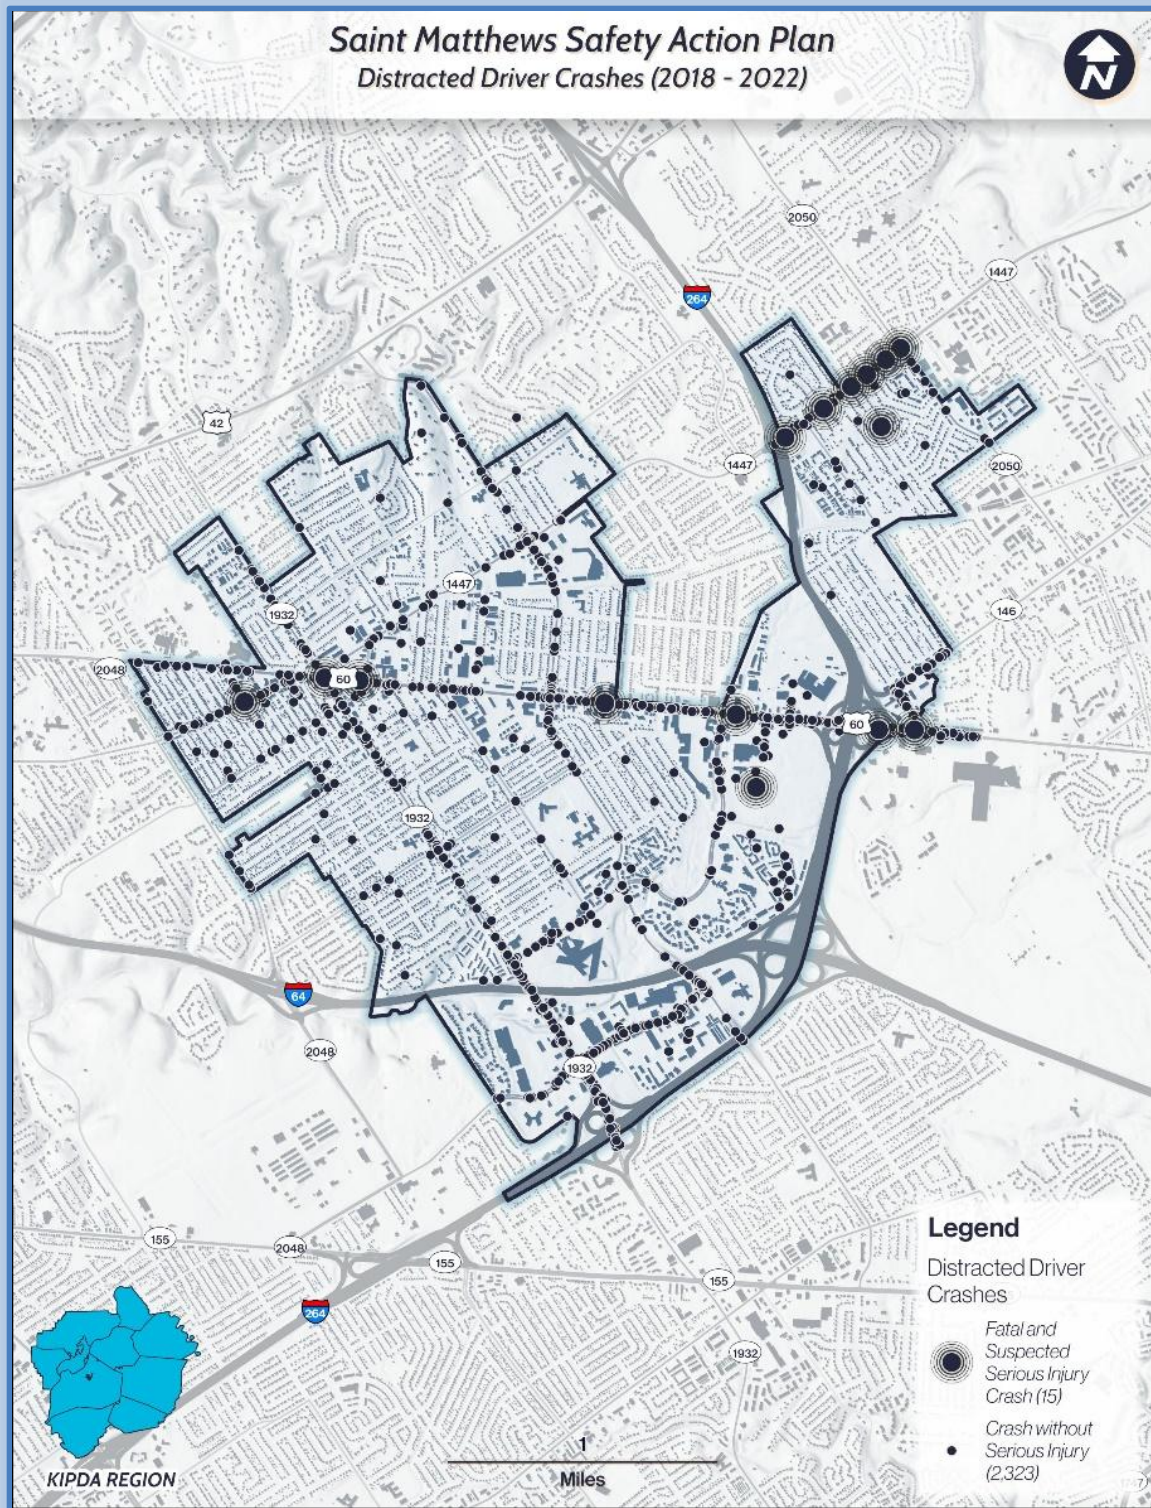 Saint Matthews Safety Action Plan
Distracted Driver Crashes (2018 - 2022)
N
2050
1447
264
42
1447
2050
1447
1932
146
2048
60
60
1932
64
2048
1932
155
2048
155
155
264
1932
Legend
Distracted Driver
Crashes
Fatal and
Suspected
Serious Injury
Crash (15)
Crash without
Serious Injury
(2,323)
1
Miles
KIPDA REGION